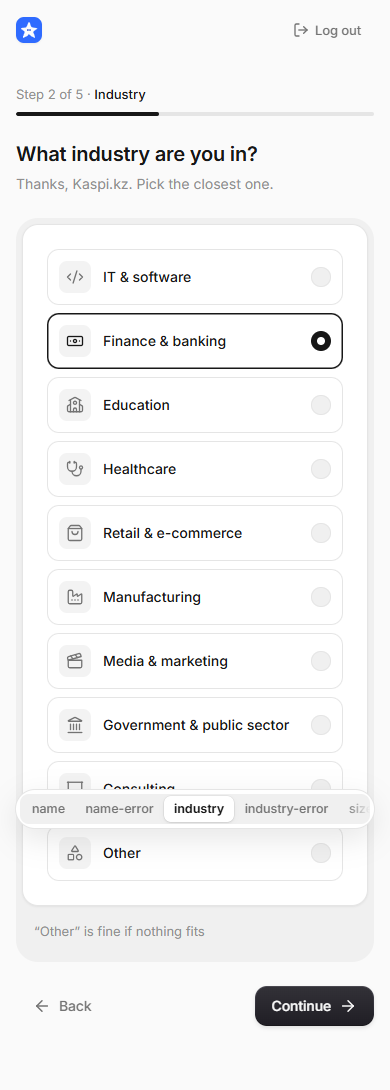 Log out
Step 2 of 5 · Industry
What industry are you in?
Thanks, Kaspi.kz. Pick the closest one.
IT & software
Finance & banking
Education
Healthcare
Retail & e-commerce
Manufacturing
Media & marketing
Government & public sector
Consulting
name name-error industry industry-error
Other
“Other” is fine if nothing fits
Back Continue